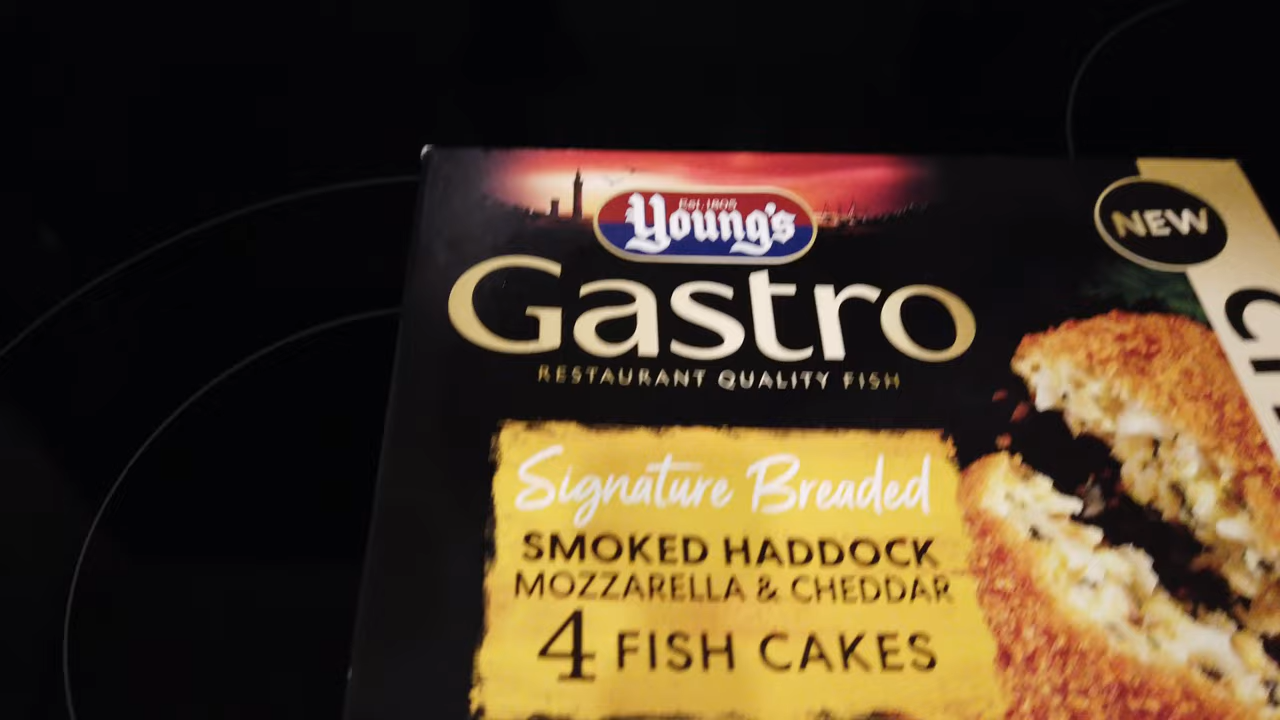 EST. 1805
Young's
NEW
Gastro
RESTAURANT QUALITY FISH
Signature Breaded
SMOKED HADDOCK
MOZZARELLA & CHEDDAR
4 FISH CAKES